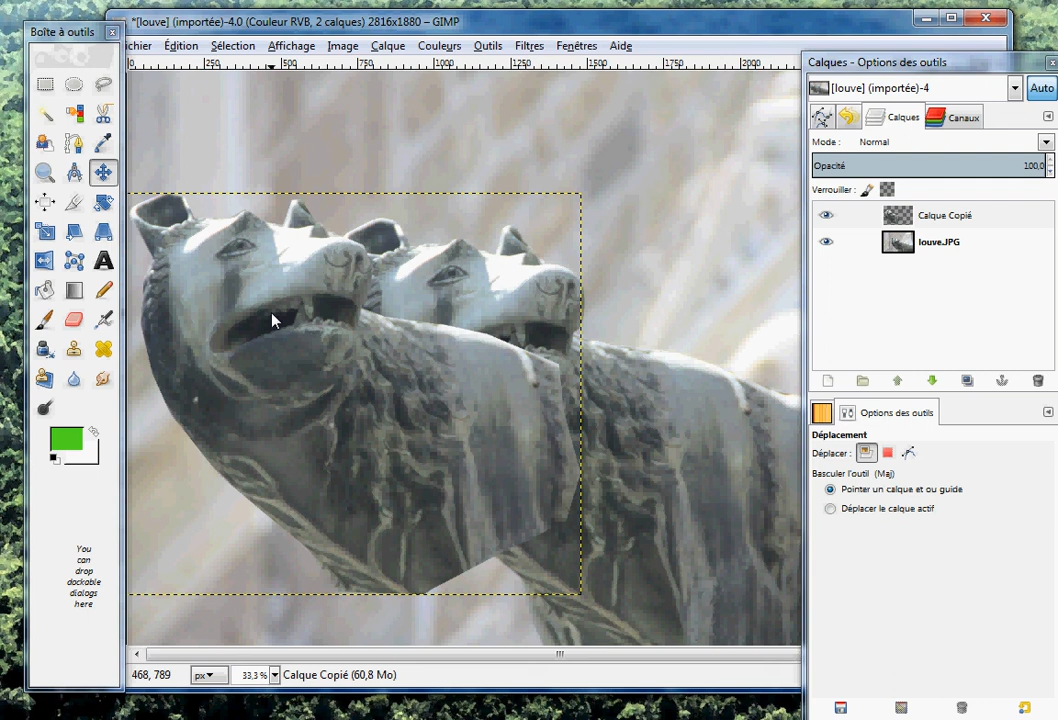 Boîte à outils
*[louve] (importée)-4.0 (Couleur RVB, 2 calques) 2816x1880 – GIMP
chier Édition Sélection Affichage Image Calque Couleurs Outils Filtres Fenêtres Aide
0 250 500 750 1000 1250 1500 1750 2000
Calques - Options des outils
[louve] (importée)-4 Auto
Calques Canaux
Mode : Normal
Opacité 100,0
Verrouiller :
Calque Copié
louve.JPG
Options des outils
Déplacement
Déplacer :
Basculer l'outil (Maj)
Pointer un calque et ou guide
Déplacer le calque actif
You
can
drop
dockable
dialogs
here
468, 789 px 33,3 % Calque Copié (60,8 Mo)